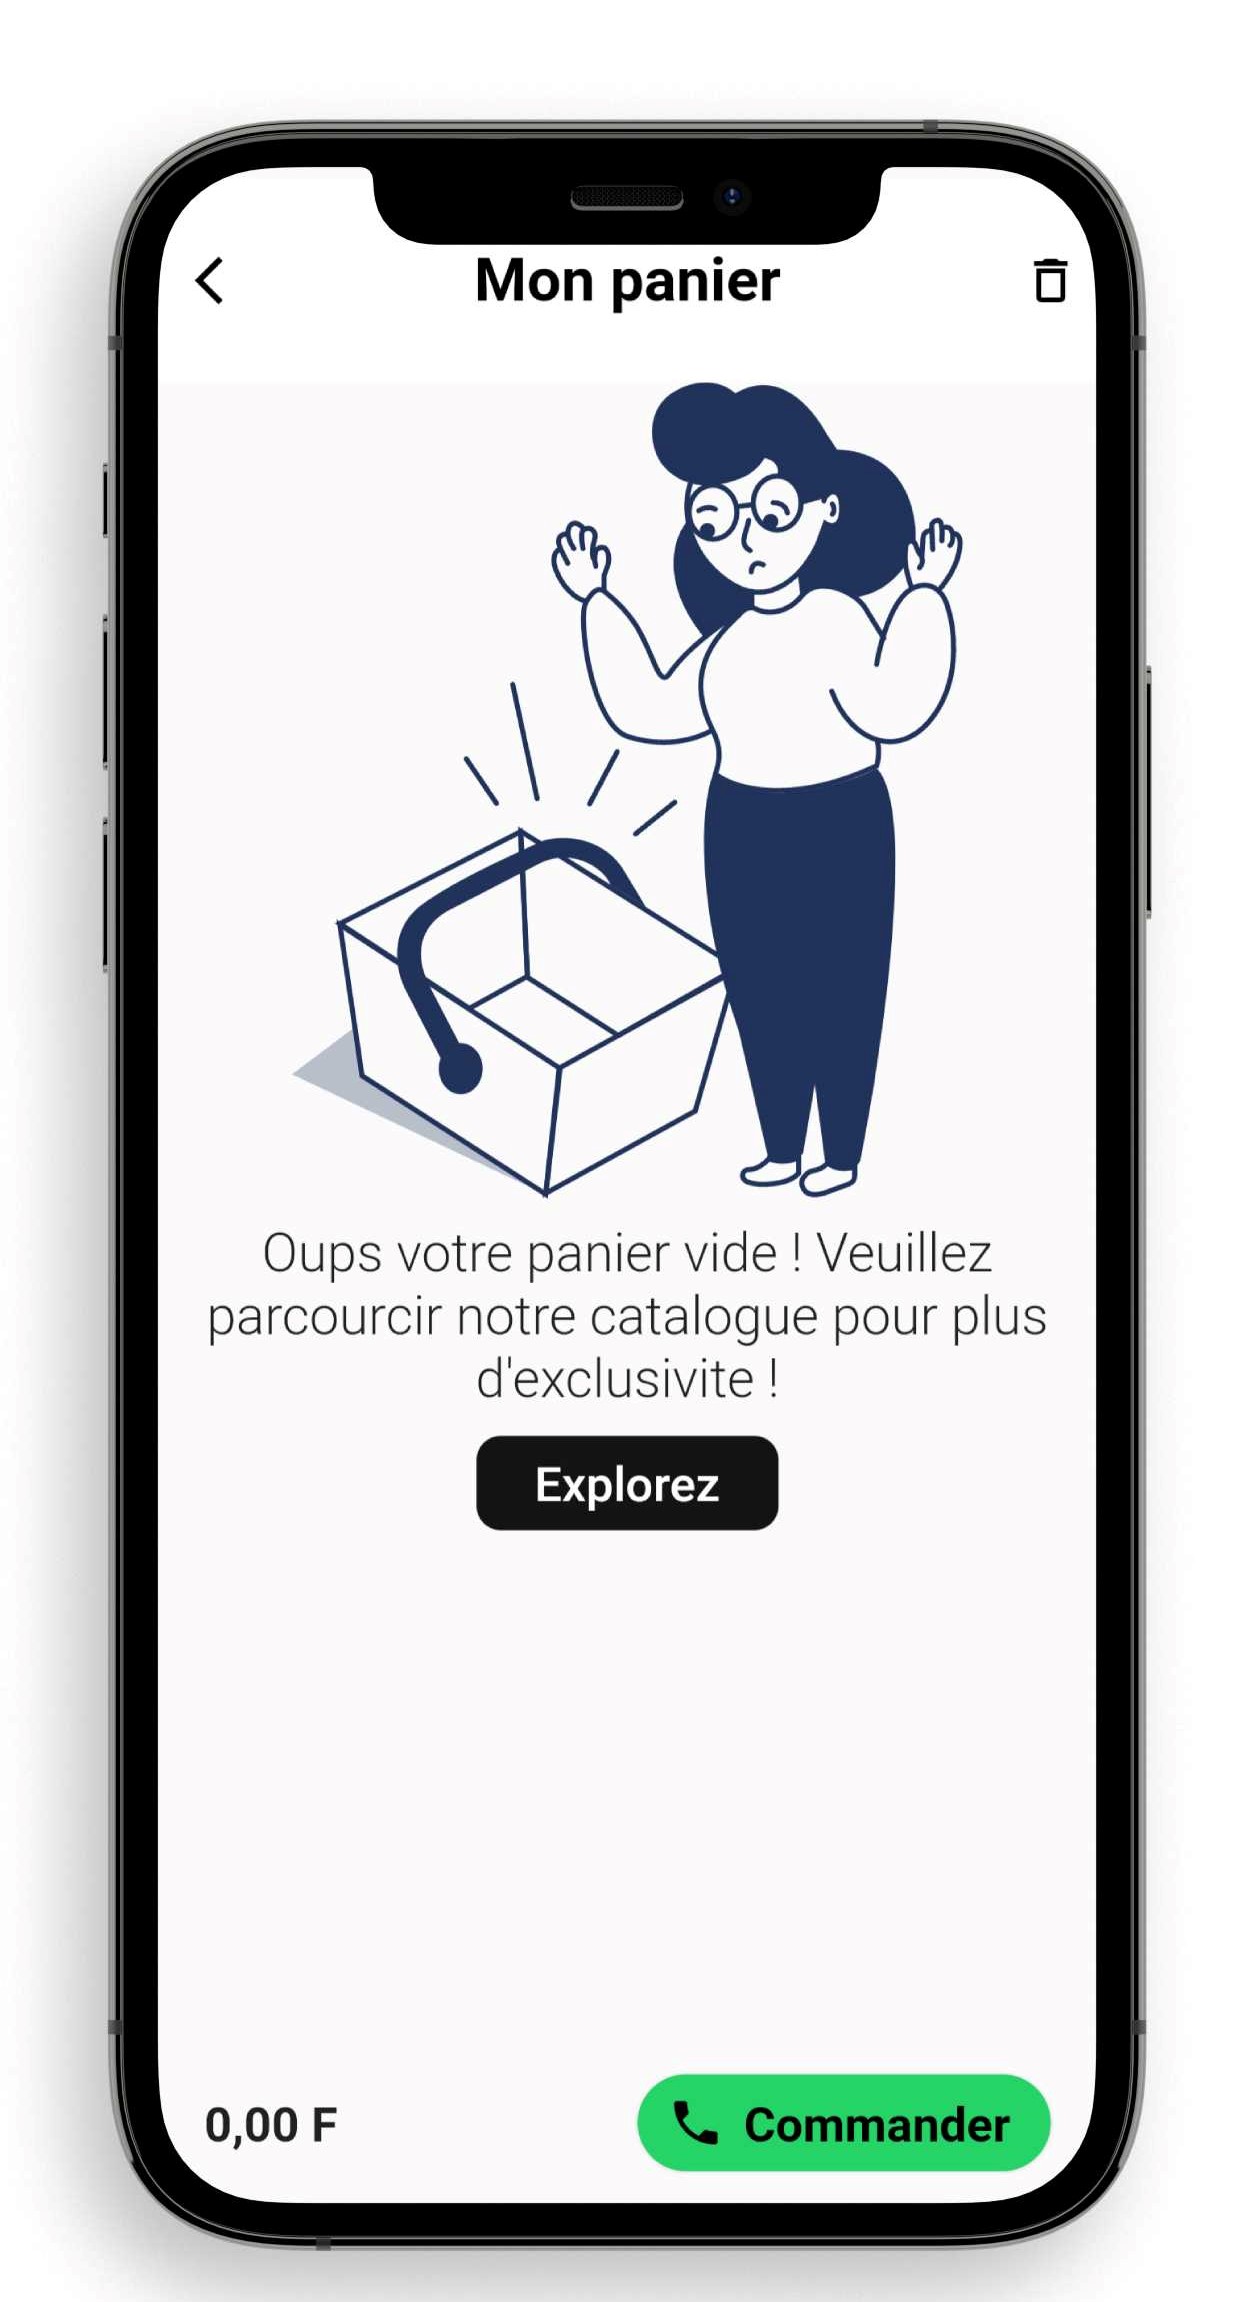 Mon panier
Oups votre panier vide ! Veuillez
parcourcir notre catalogue pour plus
d'exclusivite !
Explorez
0,00 F
Commander